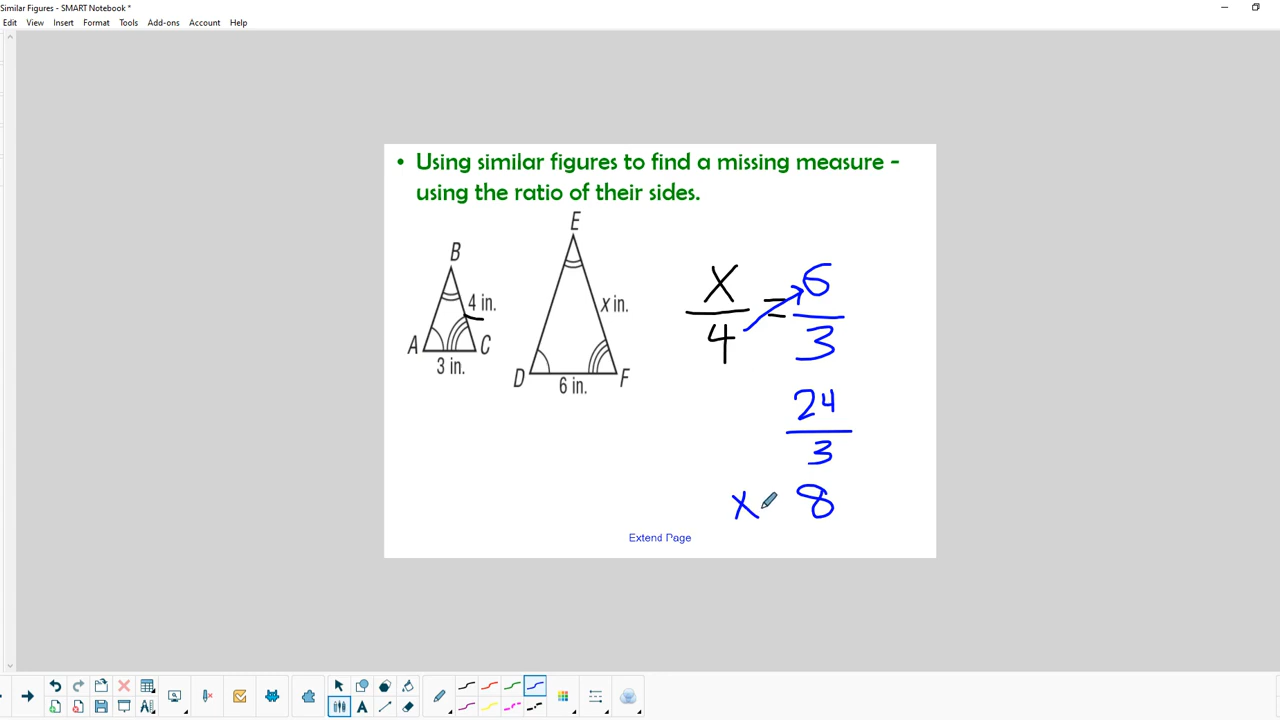 Similar Figures - SMART Notebook *
Edit View Insert Format Tools Add-ons Account Help
• Using similar figures to find a missing measure -
using the ratio of their sides.
E
B
4 in.
x in.
A
C
3 in.
D
F
6 in.
x = 6
4 3
24
3
x 8
Extend Page
A